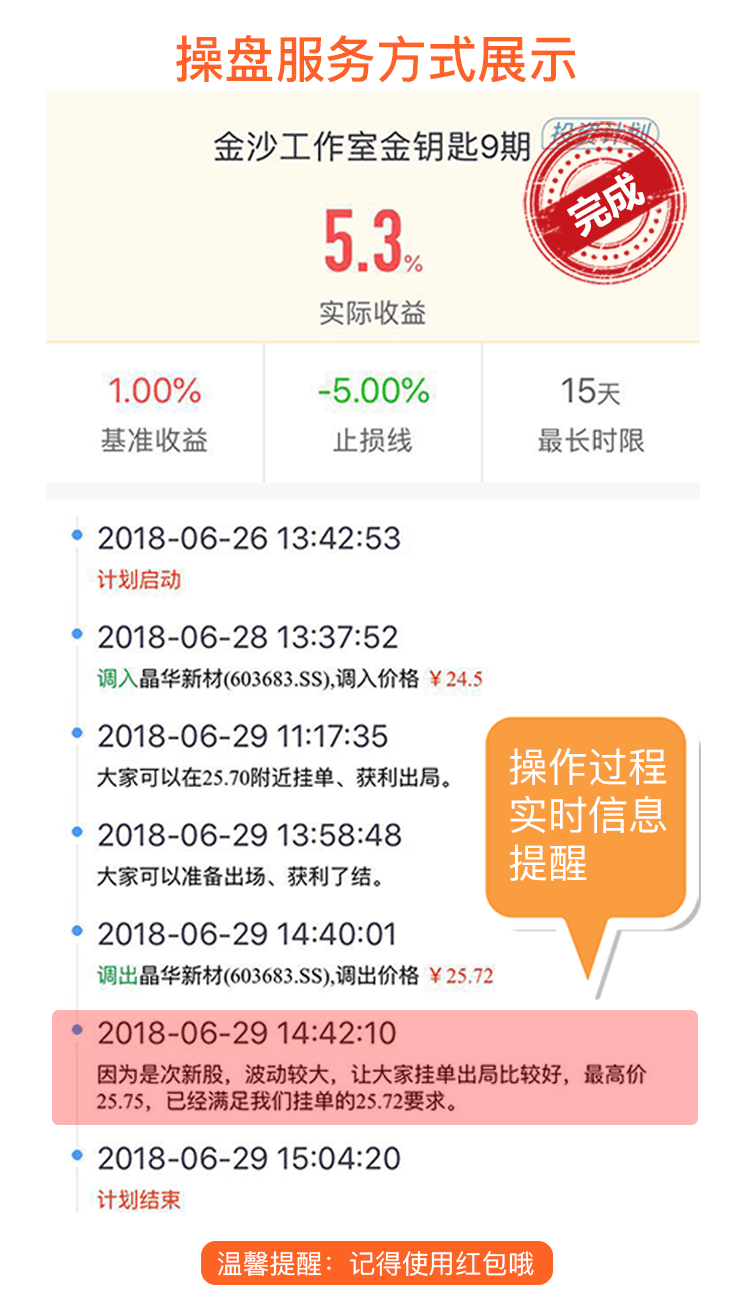 操盘服务方式展示
金沙工作室金钥匙9期
投资计划
完成
5.3%
实际收益
1.00%
基准收益
-5.00%
止损线
15天
最长时限
2018-06-26 13:42:53
计划启动
2018-06-28 13:37:52
调入晶华新材(603683.SS),调入价格 ￥24.5
2018-06-29 11:17:35
大家可以在25.70附近挂单、获利出局。
2018-06-29 13:58:48
大家可以准备出场、获利了结。
操作过程
实时信息
提醒
2018-06-29 14:40:01
调出晶华新材(603683.SS),调出价格 ￥25.72
2018-06-29 14:42:10
因为是次新股，波动较大，让大家挂单出局比较好，最高价
25.75，已经满足我们挂单的25.72要求。
2018-06-29 15:04:20
计划结束
温馨提醒：记得使用红包哦